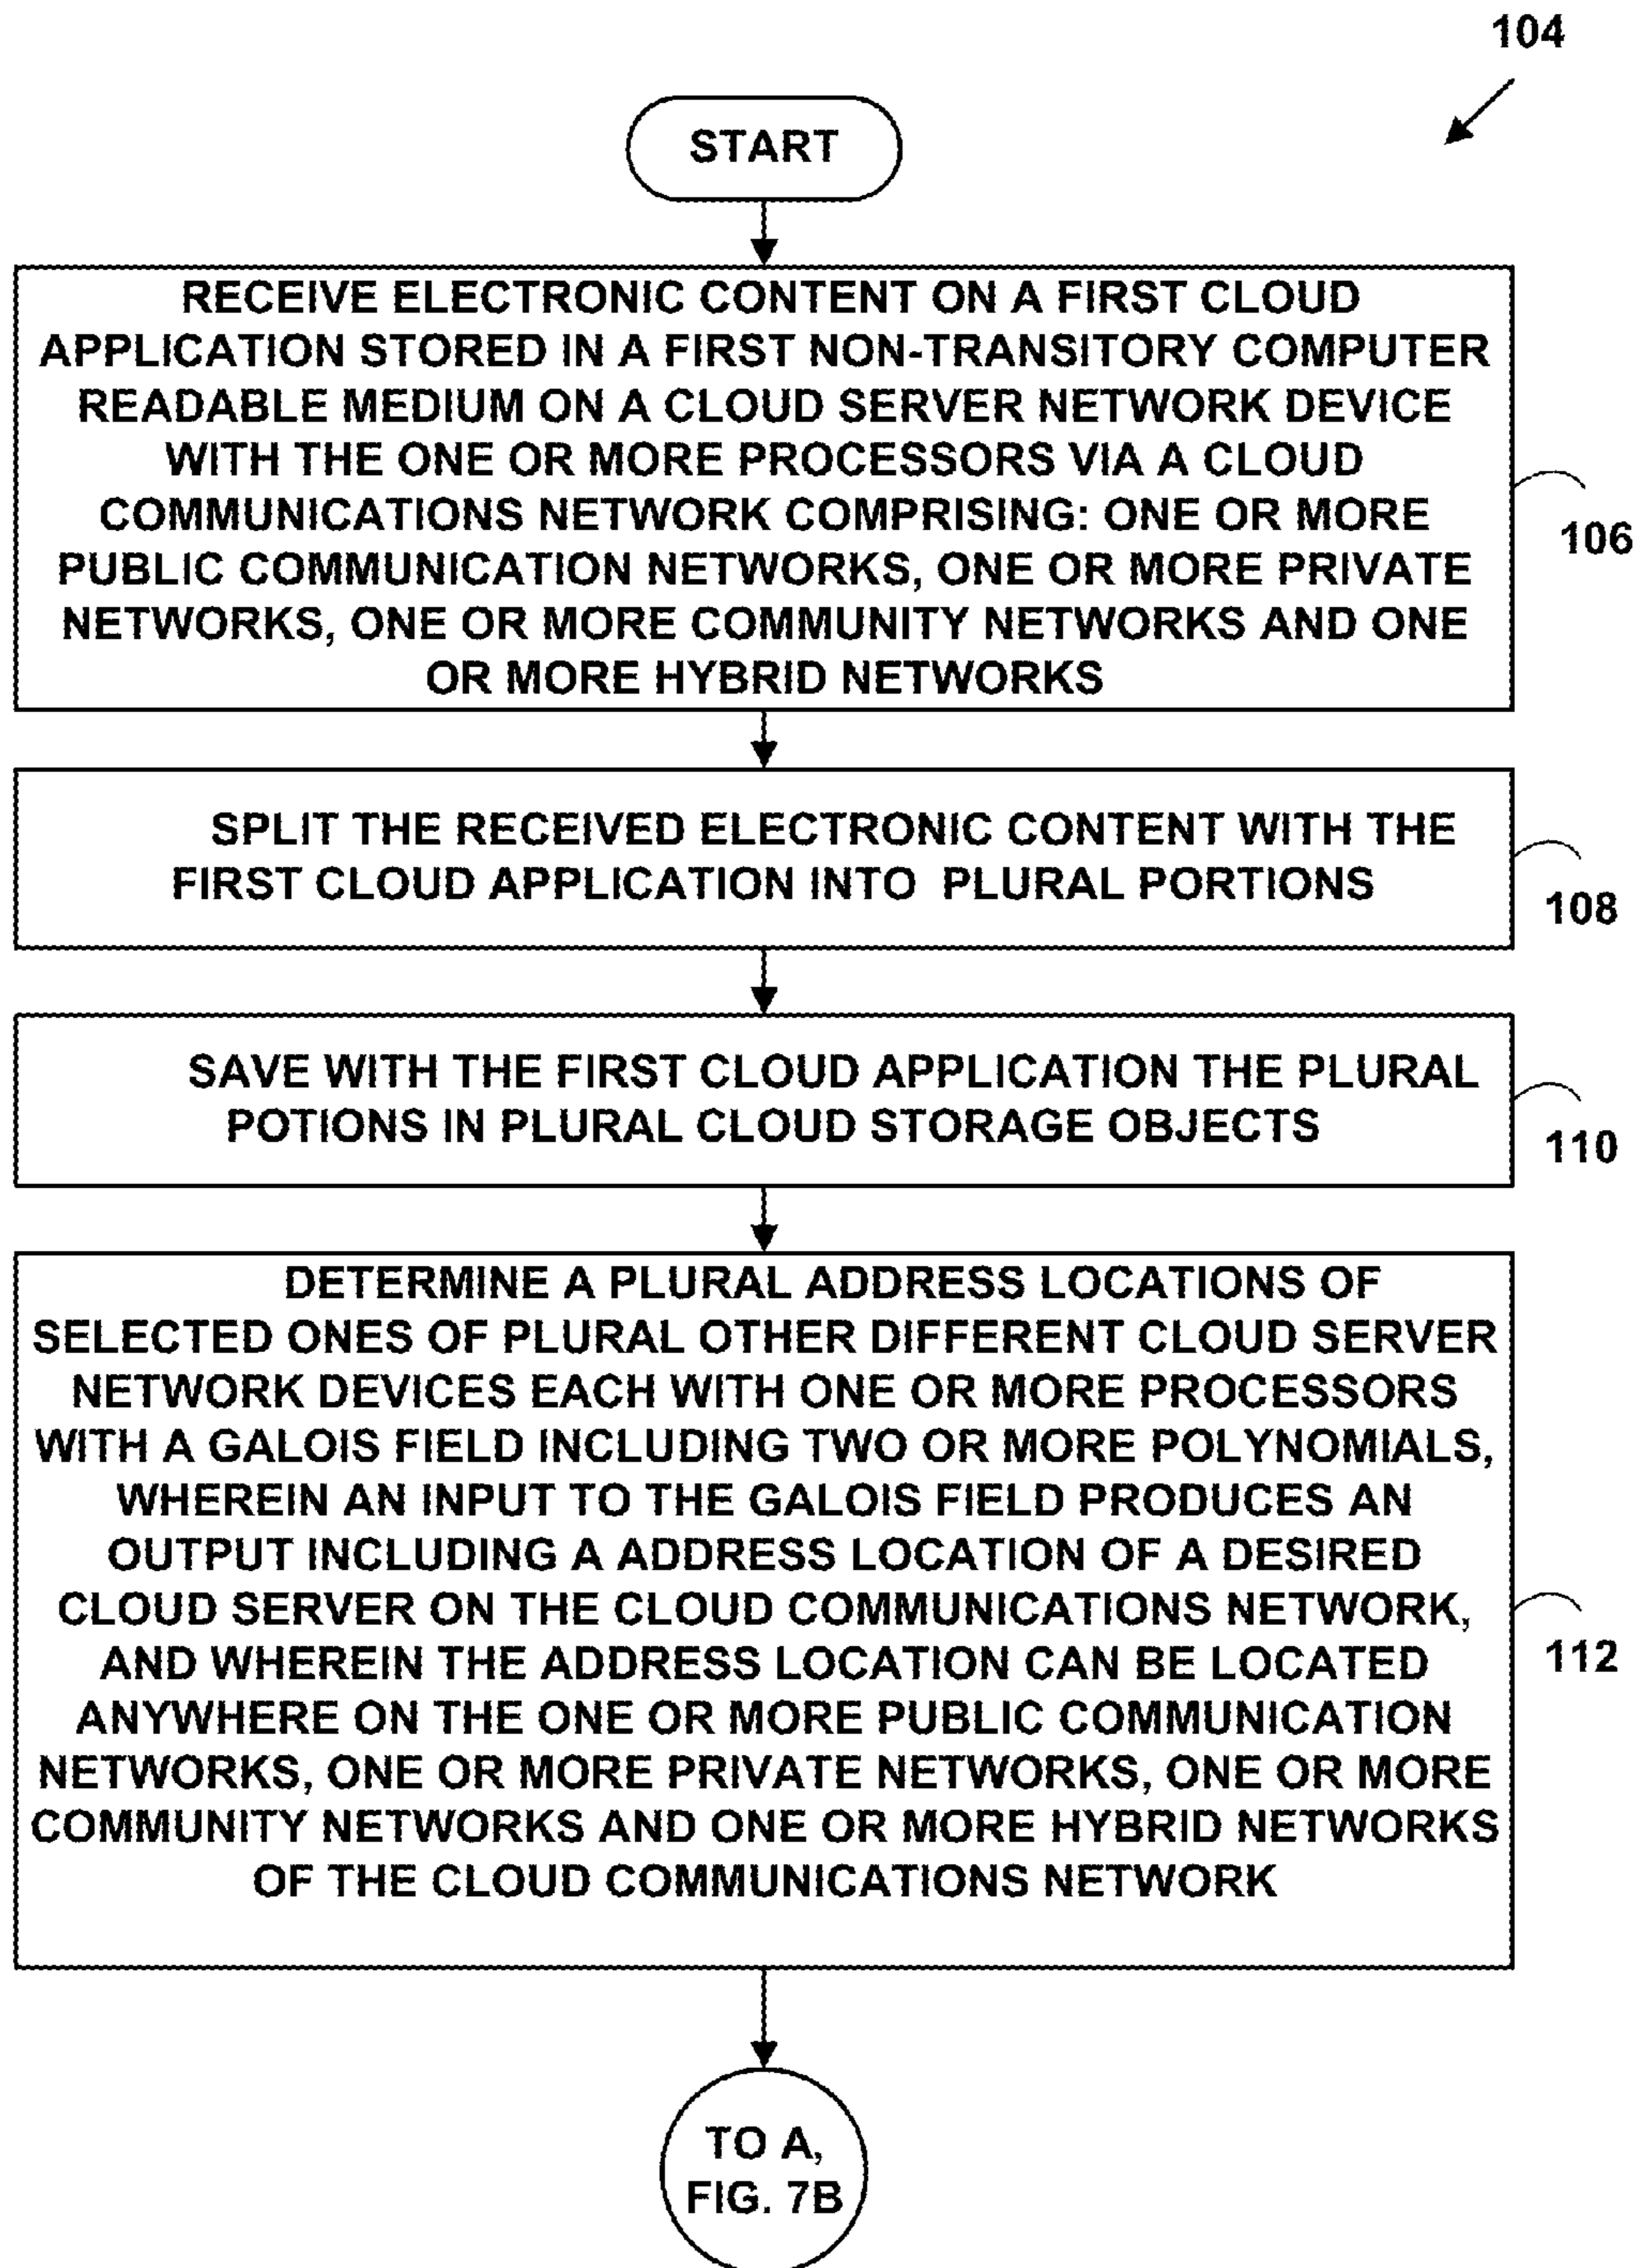 104
START
RECEIVE ELECTRONIC CONTENT ON A FIRST CLOUD
APPLICATION STORED IN A FIRST NON-TRANSITORY COMPUTER
READABLE MEDIUM ON A CLOUD SERVER NETWORK DEVICE
WITH THE ONE OR MORE PROCESSORS VIA A CLOUD
COMMUNICATIONS NETWORK COMPRISING: ONE OR MORE
PUBLIC COMMUNICATION NETWORKS, ONE OR MORE PRIVATE
NETWORKS, ONE OR MORE COMMUNITY NETWORKS AND ONE
OR MORE HYBRID NETWORKS
106
SPLIT THE RECEIVED ELECTRONIC CONTENT WITH THE
FIRST CLOUD APPLICATION INTO PLURAL PORTIONS
108
SAVE WITH THE FIRST CLOUD APPLICATION THE PLURAL
POTIONS IN PLURAL CLOUD STORAGE OBJECTS
110
DETERMINE A PLURAL ADDRESS LOCATIONS OF
SELECTED ONES OF PLURAL OTHER DIFFERENT CLOUD SERVER
NETWORK DEVICES EACH WITH ONE OR MORE PROCESSORS
WITH A GALOIS FIELD INCLUDING TWO OR MORE POLYNOMIALS,
WHEREIN AN INPUT TO THE GALOIS FIELD PRODUCES AN
OUTPUT INCLUDING A ADDRESS LOCATION OF A DESIRED
CLOUD SERVER ON THE CLOUD COMMUNICATIONS NETWORK,
AND WHEREIN THE ADDRESS LOCATION CAN BE LOCATED
ANYWHERE ON THE ONE OR MORE PUBLIC COMMUNICATION
NETWORKS, ONE OR MORE PRIVATE NETWORKS, ONE OR MORE
COMMUNITY NETWORKS AND ONE OR MORE HYBRID NETWORKS
OF THE CLOUD COMMUNICATIONS NETWORK
112
TO A,
FIG. 7B